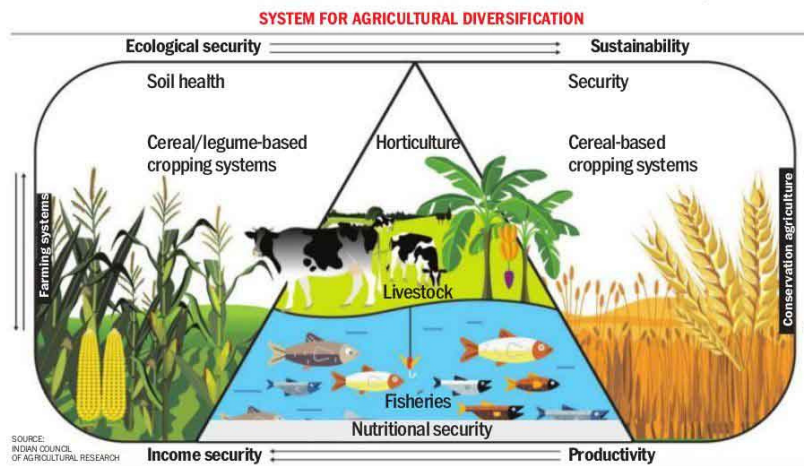 SYSTEM FOR AGRICULTURAL DIVERSIFICATION
Ecological security
Sustainability
Soil health
Security
Cereal/legume-based
cropping systems
Horticulture
Cereal-based
cropping systems
Farming systems
Conservation agriculture
Livestock
Fisheries
Nutritional security
SOURCE:
INDIAN COUNCIL
OF AGRICULTURAL RESEARCH
Income security
Productivity